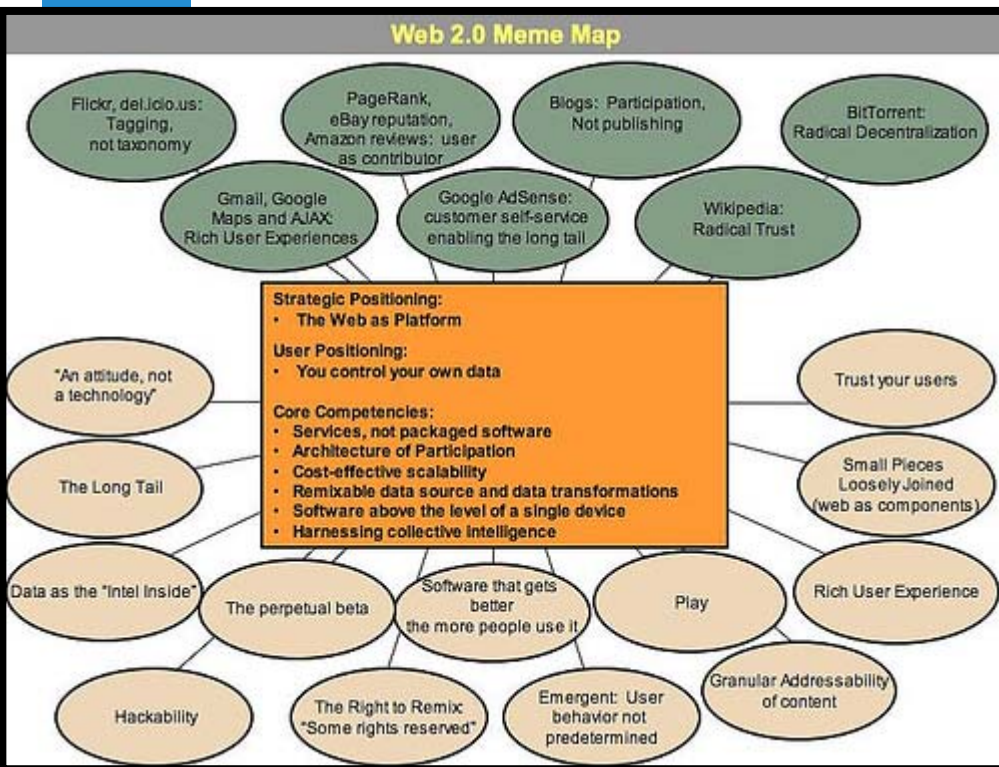 Web 2.0 Meme Map
Flickr, del.icio.us:
Tagging,
not taxonomy
PageRank,
eBay reputation,
Amazon reviews: user
as contributor
Blogs: Participation,
Not publishing
BitTorrent:
Radical Decentralization
Gmail, Google
Maps and AJAX:
Rich User Experiences
Google AdSense:
customer self-service
enabling the long tail
Wikipedia:
Radical Trust
Strategic Positioning:
• The Web as Platform
User Positioning:
• You control your own data
Core Competencies:
• Services, not packaged software
• Architecture of Participation
• Cost-effective scalability
• Remixable data source and data transformations
• Software above the level of a single device
• Harnessing collective intelligence
"An attitude, not
a technology"
Trust your users
The Long Tail
Small Pieces
Loosely Joined
(web as components)
Data as the "Intel Inside"
The perpetual beta
Software that gets
better
the more people use it
Play
Rich User Experience
Hackability
The Right to Remix:
"Some rights reserved"
Emergent: User
behavior not
predetermined
Granular Addressability
of content